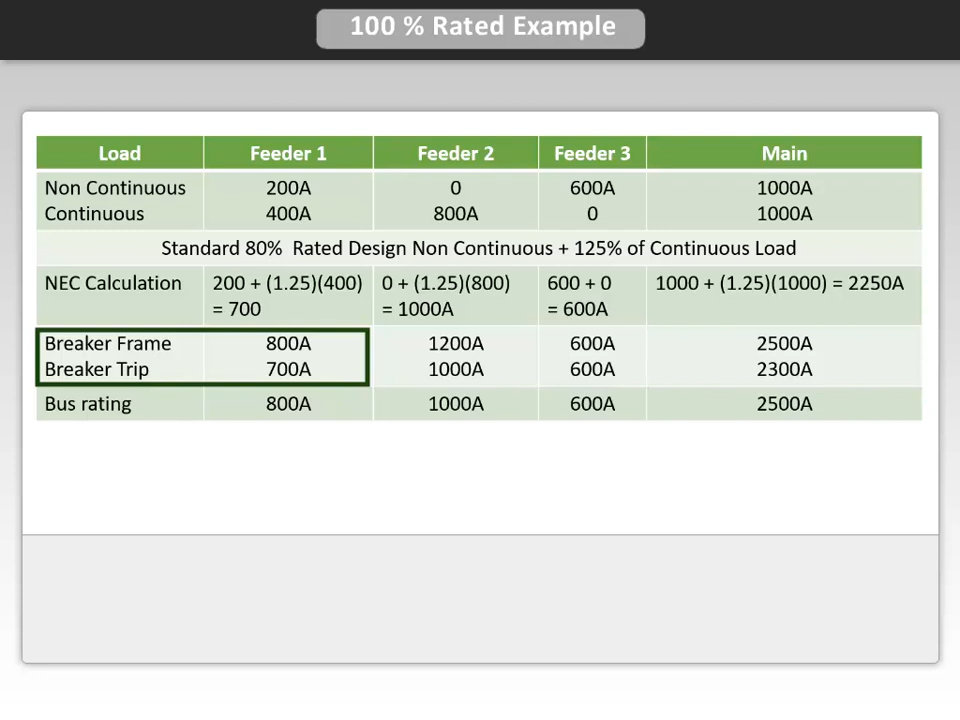 100 % Rated Example
Load Feeder 1 Feeder 2 Feeder 3 Main
Non Continuous 200A 0 600A 1000A
Continuous 400A 800A 0 1000A
Standard 80% Rated Design Non Continuous + 125% of Continuous Load
NEC Calculation 200 + (1.25)(400) 0 + (1.25)(800) 600 + 0 1000 + (1.25)(1000) = 2250A
= 700 = 1000A = 600A
Breaker Frame 800A 1200A 600A 2500A
Breaker Trip 700A 1000A 600A 2300A
Bus rating 800A 1000A 600A 2500A